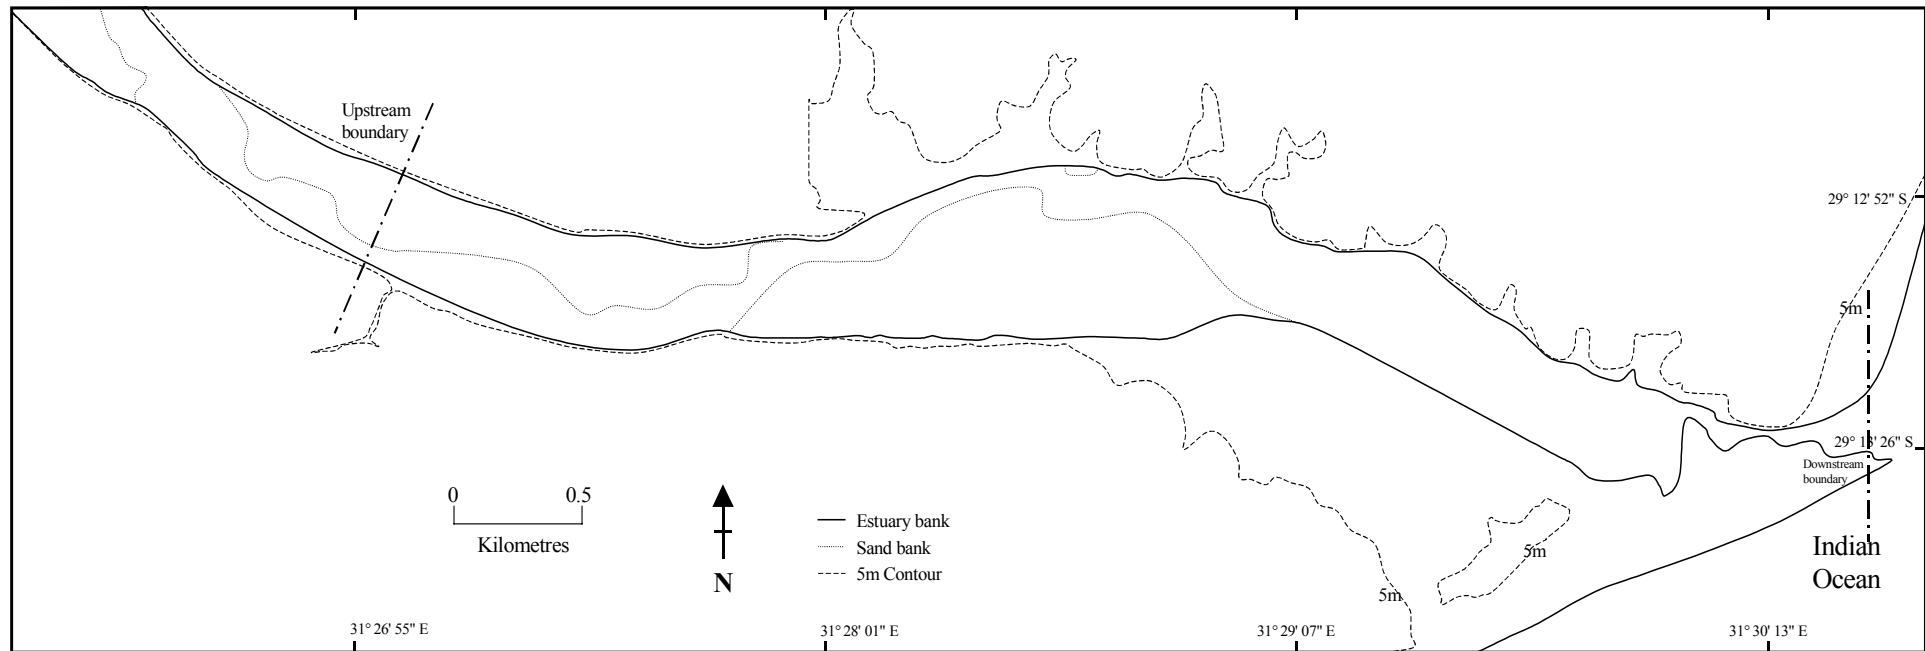 Upstream
boundary
29° 12' 52" S
5m
29° 13' 26" S
Downstream
boundary
0 0.5
Kilometres
N
Estuary bank
Sand bank
5m Contour
5m
5m
Indian
Ocean
31° 26' 55" E
31° 28' 01" E
31° 29' 07" E
31° 30' 13" E